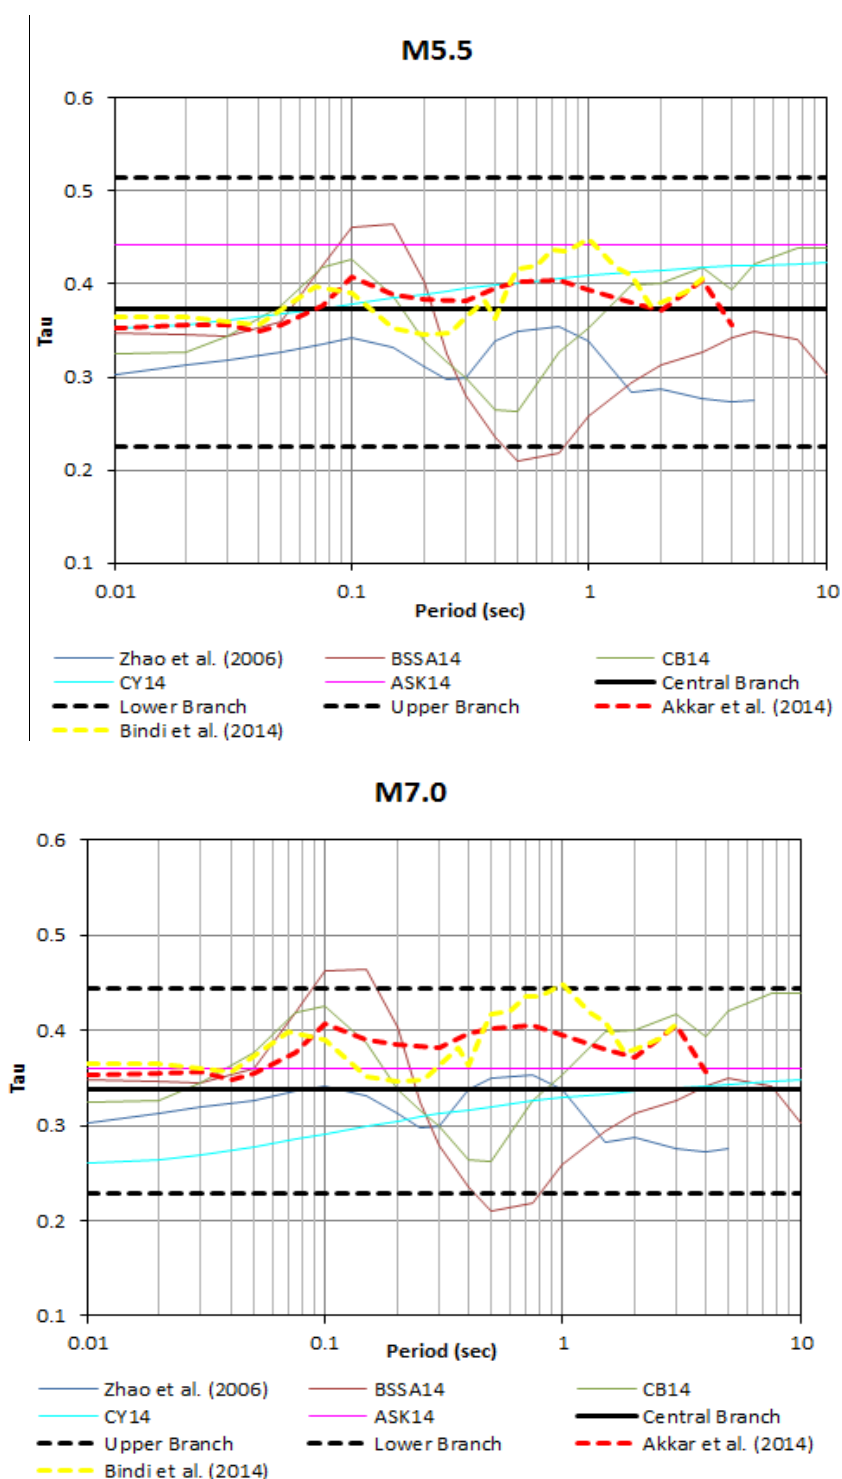 M5.5
0.6
0.5
0.4
0.3
0.2
0.1
Tau
0.01 0.1 1 10
Period (sec)
Zhao et al. (2006) BSSA14 CB14
CY14 ASK14 Central Branch
Lower Branch Upper Branch Akkar et al. (2014)
Bindi et al. (2014)
M7.0
0.6
0.5
0.4
0.3
0.2
0.1
Tau
0.01 0.1 1 10
Period (sec)
Zhao et al. (2006) BSSA14 CB14
CY14 ASK14 Central Branch
Upper Branch Lower Branch Akkar et al. (2014)
Bindi et al. (2014)